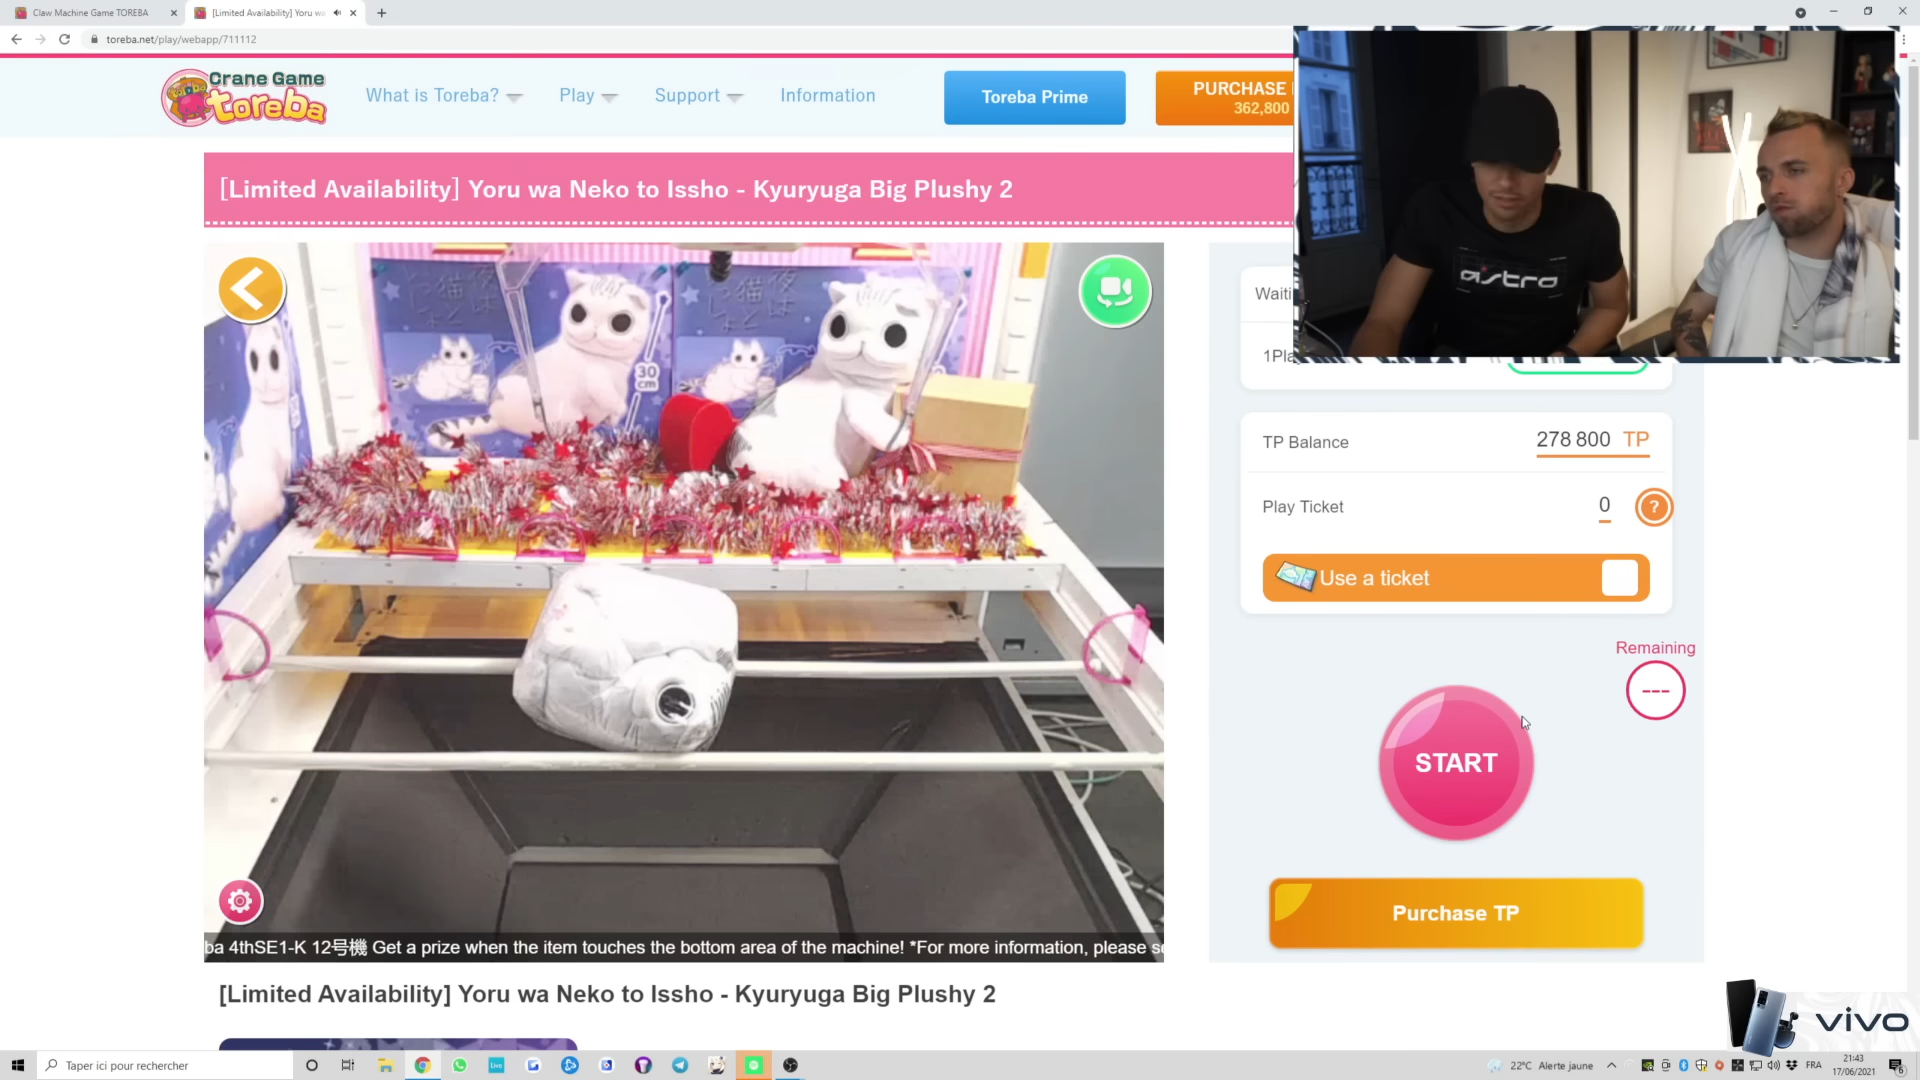 Claw Machine Game TOREBA
[Limited Availability] Yoru wa
toreba.net/play/webapp/711112
Crane Game
toreba
What is Toreba?
Play
Support
Information
Toreba Prime
PURCHASE
362,800
[Limited Availability] Yoru wa Neko to Issho - Kyuryuga Big Plushy 2
30
cm
astro
Waiti
1Pla
TP Balance
278 800 TP
Play Ticket
0
?
Use a ticket
Remaining
---
START
Purchase TP
ba 4thSE1-K 12号機 Get a prize when the item touches the bottom area of the machine! *For more information, please s
[Limited Availability] Yoru wa Neko to Issho - Kyuryuga Big Plushy 2
vivo
Taper ici pour rechercher
22°C Alerte jaune
FRA
21:43
17/06/2021